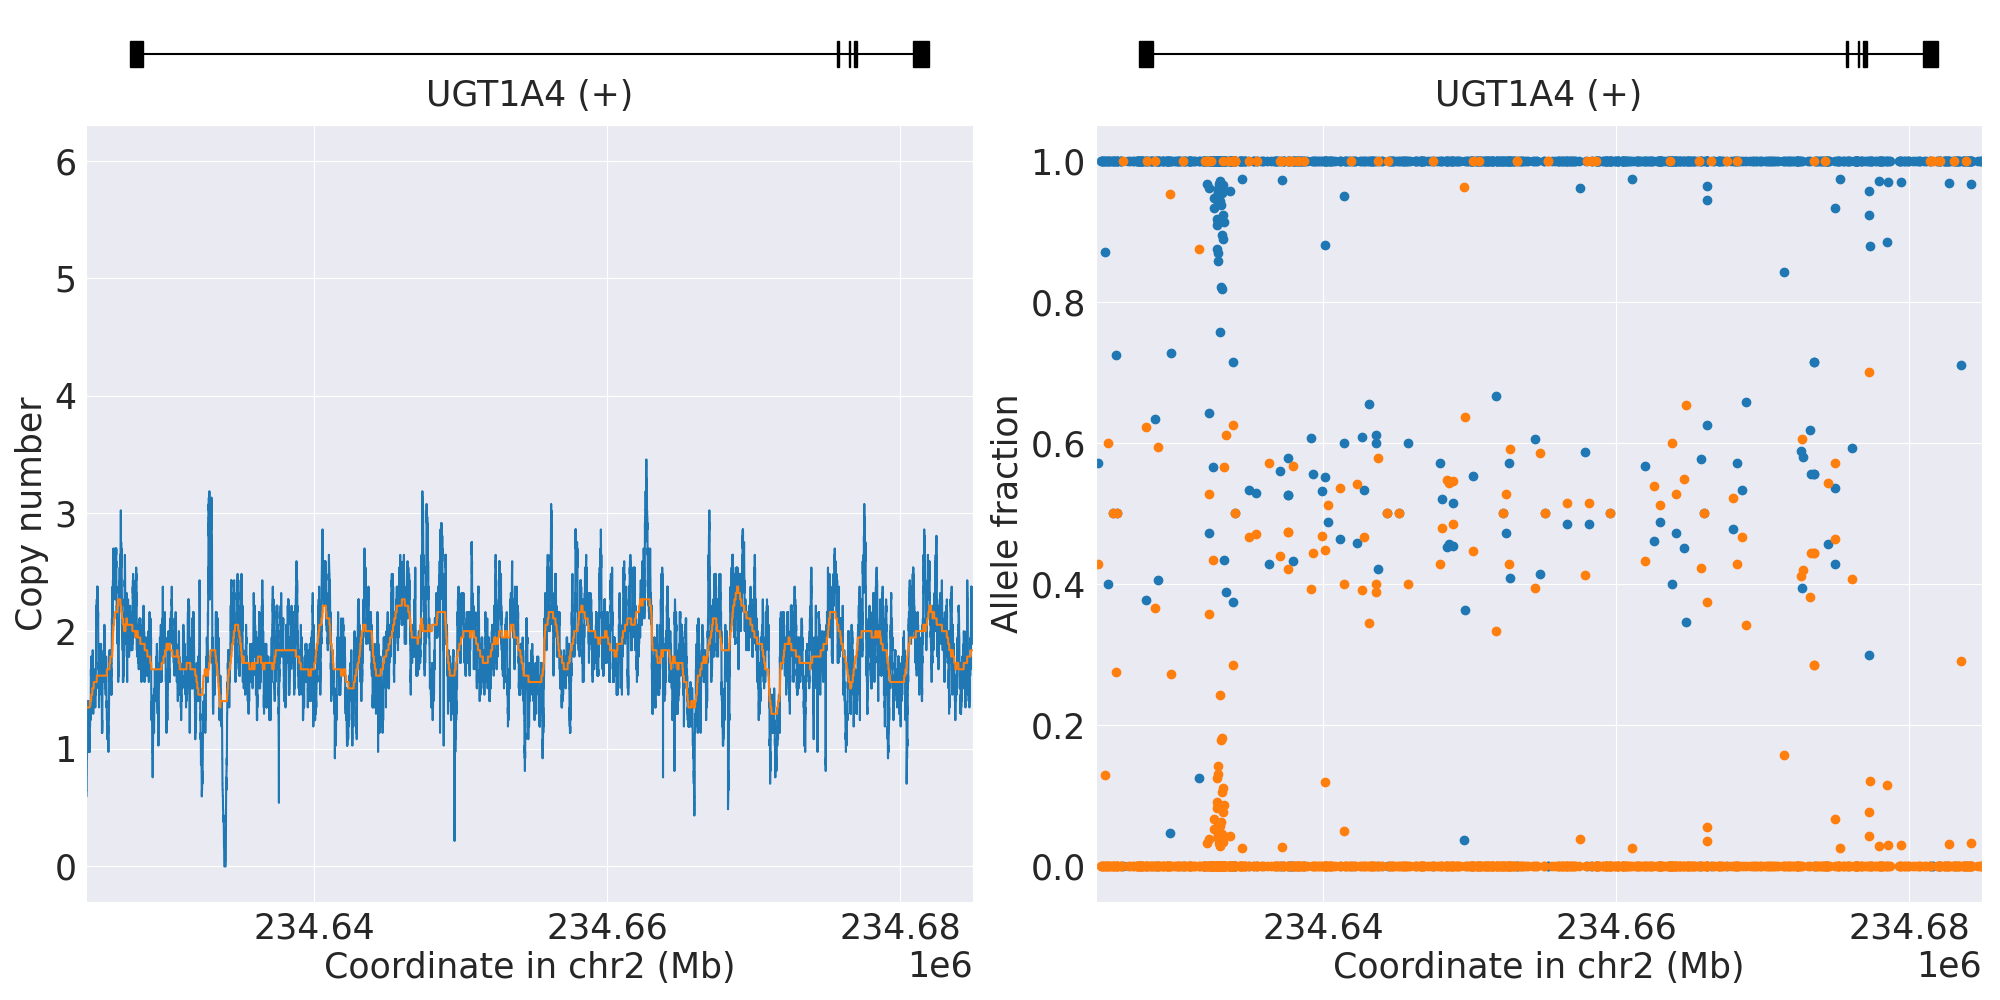 UGT1A4 (+)
6
5
4
3
2
1
0
Copy number
234.64 234.66 234.68
1e6
Coordinate in chr2 (Mb)
UGT1A4 (+)
1.0
0.8
0.6
0.4
0.2
0.0
Allele fraction
234.64 234.66 234.68
1e6
Coordinate in chr2 (Mb)